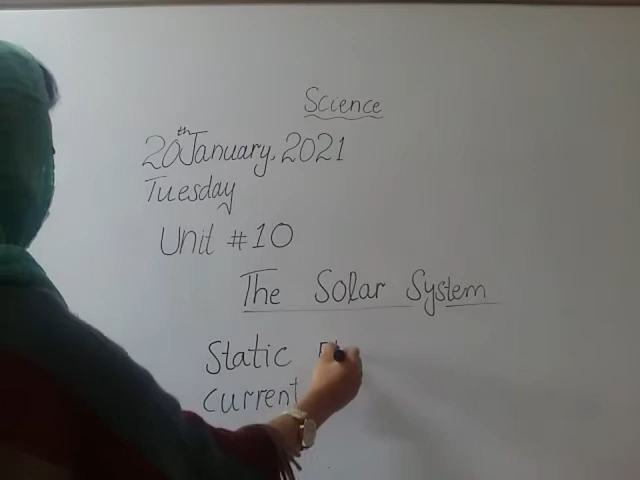 Science
20th January, 2021
Tuesday
Unit #10
The Solar System
Static
current